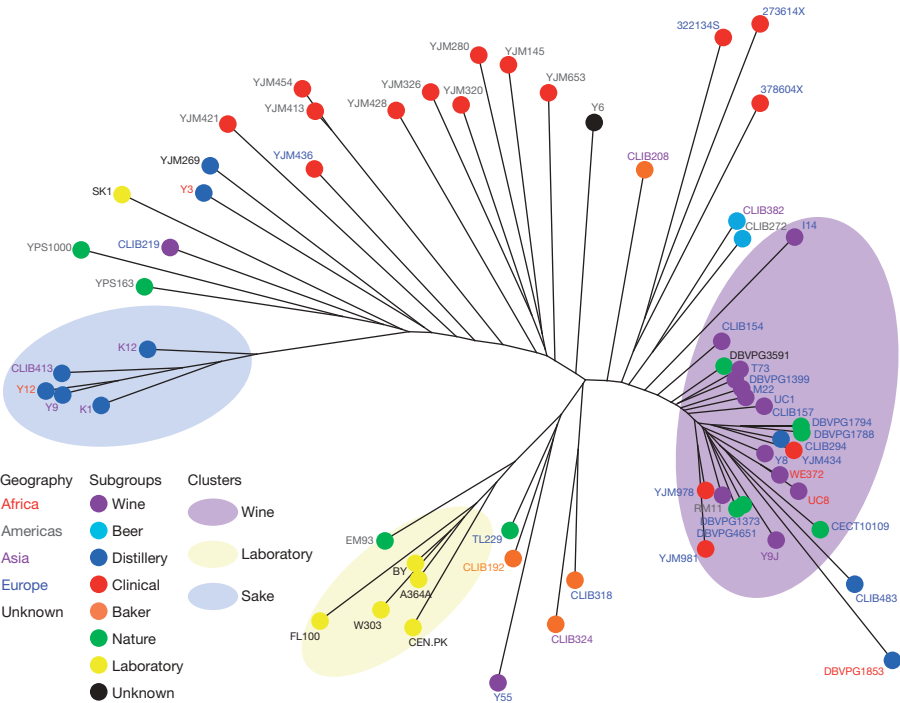 273614X
322134S
YJM280
YJM145
YJM653
YJM454
YJM326
YJM320
378604X
YJM413
YJM428
Y6
YJM421
YJM269
YJM436
CLIB208
SK1
Y3
CLIB382
CLIB272
I14
YPS1000
CLIB219
YPS163
CLIB154
K12
DBVPG3591
CLIB413
T73
DBVPG1399
Y12
LM22
Y9
K1
UC1
CLIB157
DBVPG1794
DBVPG1788
CLIB294
Y8
YJM434
WE372
YJM978
UC8
RM11
DBVPG1373
DBVPG4651
CECT10109
EM93
TL229
YJM981
Y9J
BY
CLIB192
A364A
CLIB318
CLIB483
FL100
W303
CEN.PK
CLIB324
DBVPG1853
Y55
Geography
Africa
Americas
Asia
Europe
Unknown
Subgroups
Wine
Beer
Distillery
Clinical
Baker
Nature
Laboratory
Unknown
Clusters
Wine
Laboratory
Sake